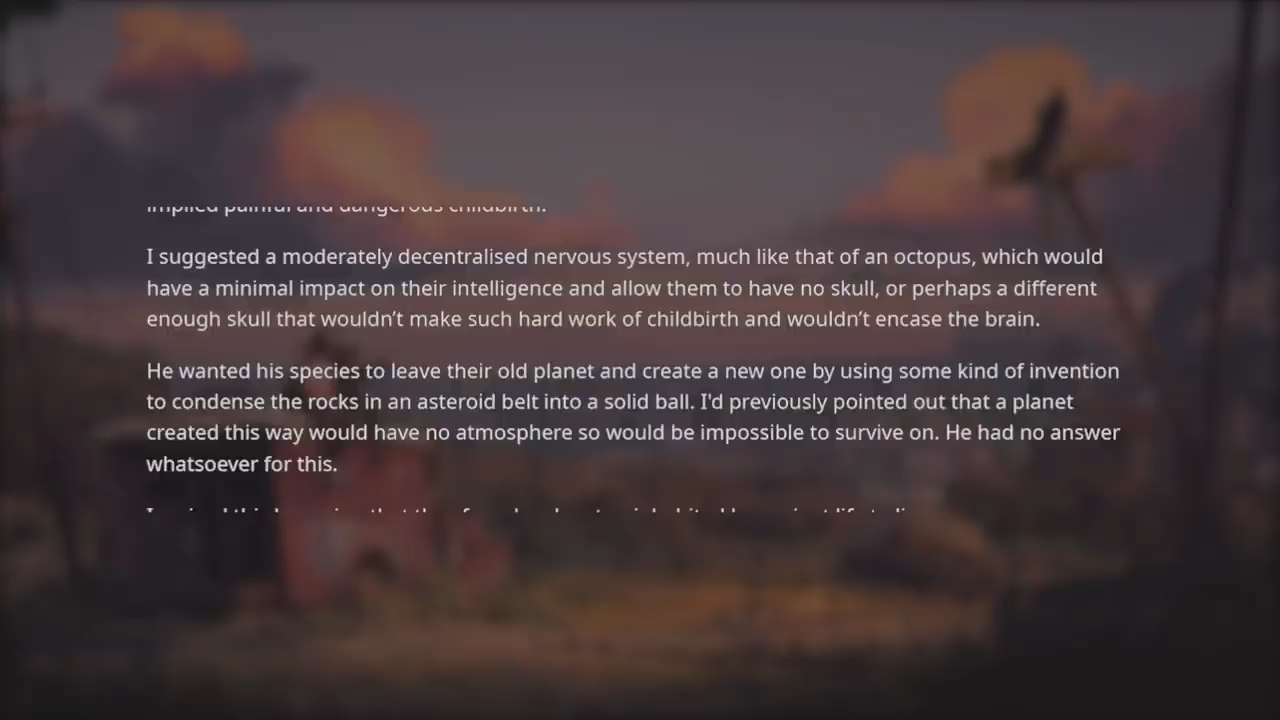 implied painful and dangerous childbirth.
I suggested a moderately decentralised nervous system, much like that of an octopus, which would
have a minimal impact on their intelligence and allow them to have no skull, or perhaps a different
enough skull that wouldn’t make such hard work of childbirth and wouldn’t encase the brain.
He wanted his species to leave their old planet and create a new one by using some kind of invention
to condense the rocks in an asteroid belt into a solid ball. I'd previously pointed out that a planet
created this way would have no atmosphere so would be impossible to survive on. He had no answer
whatsoever for this.